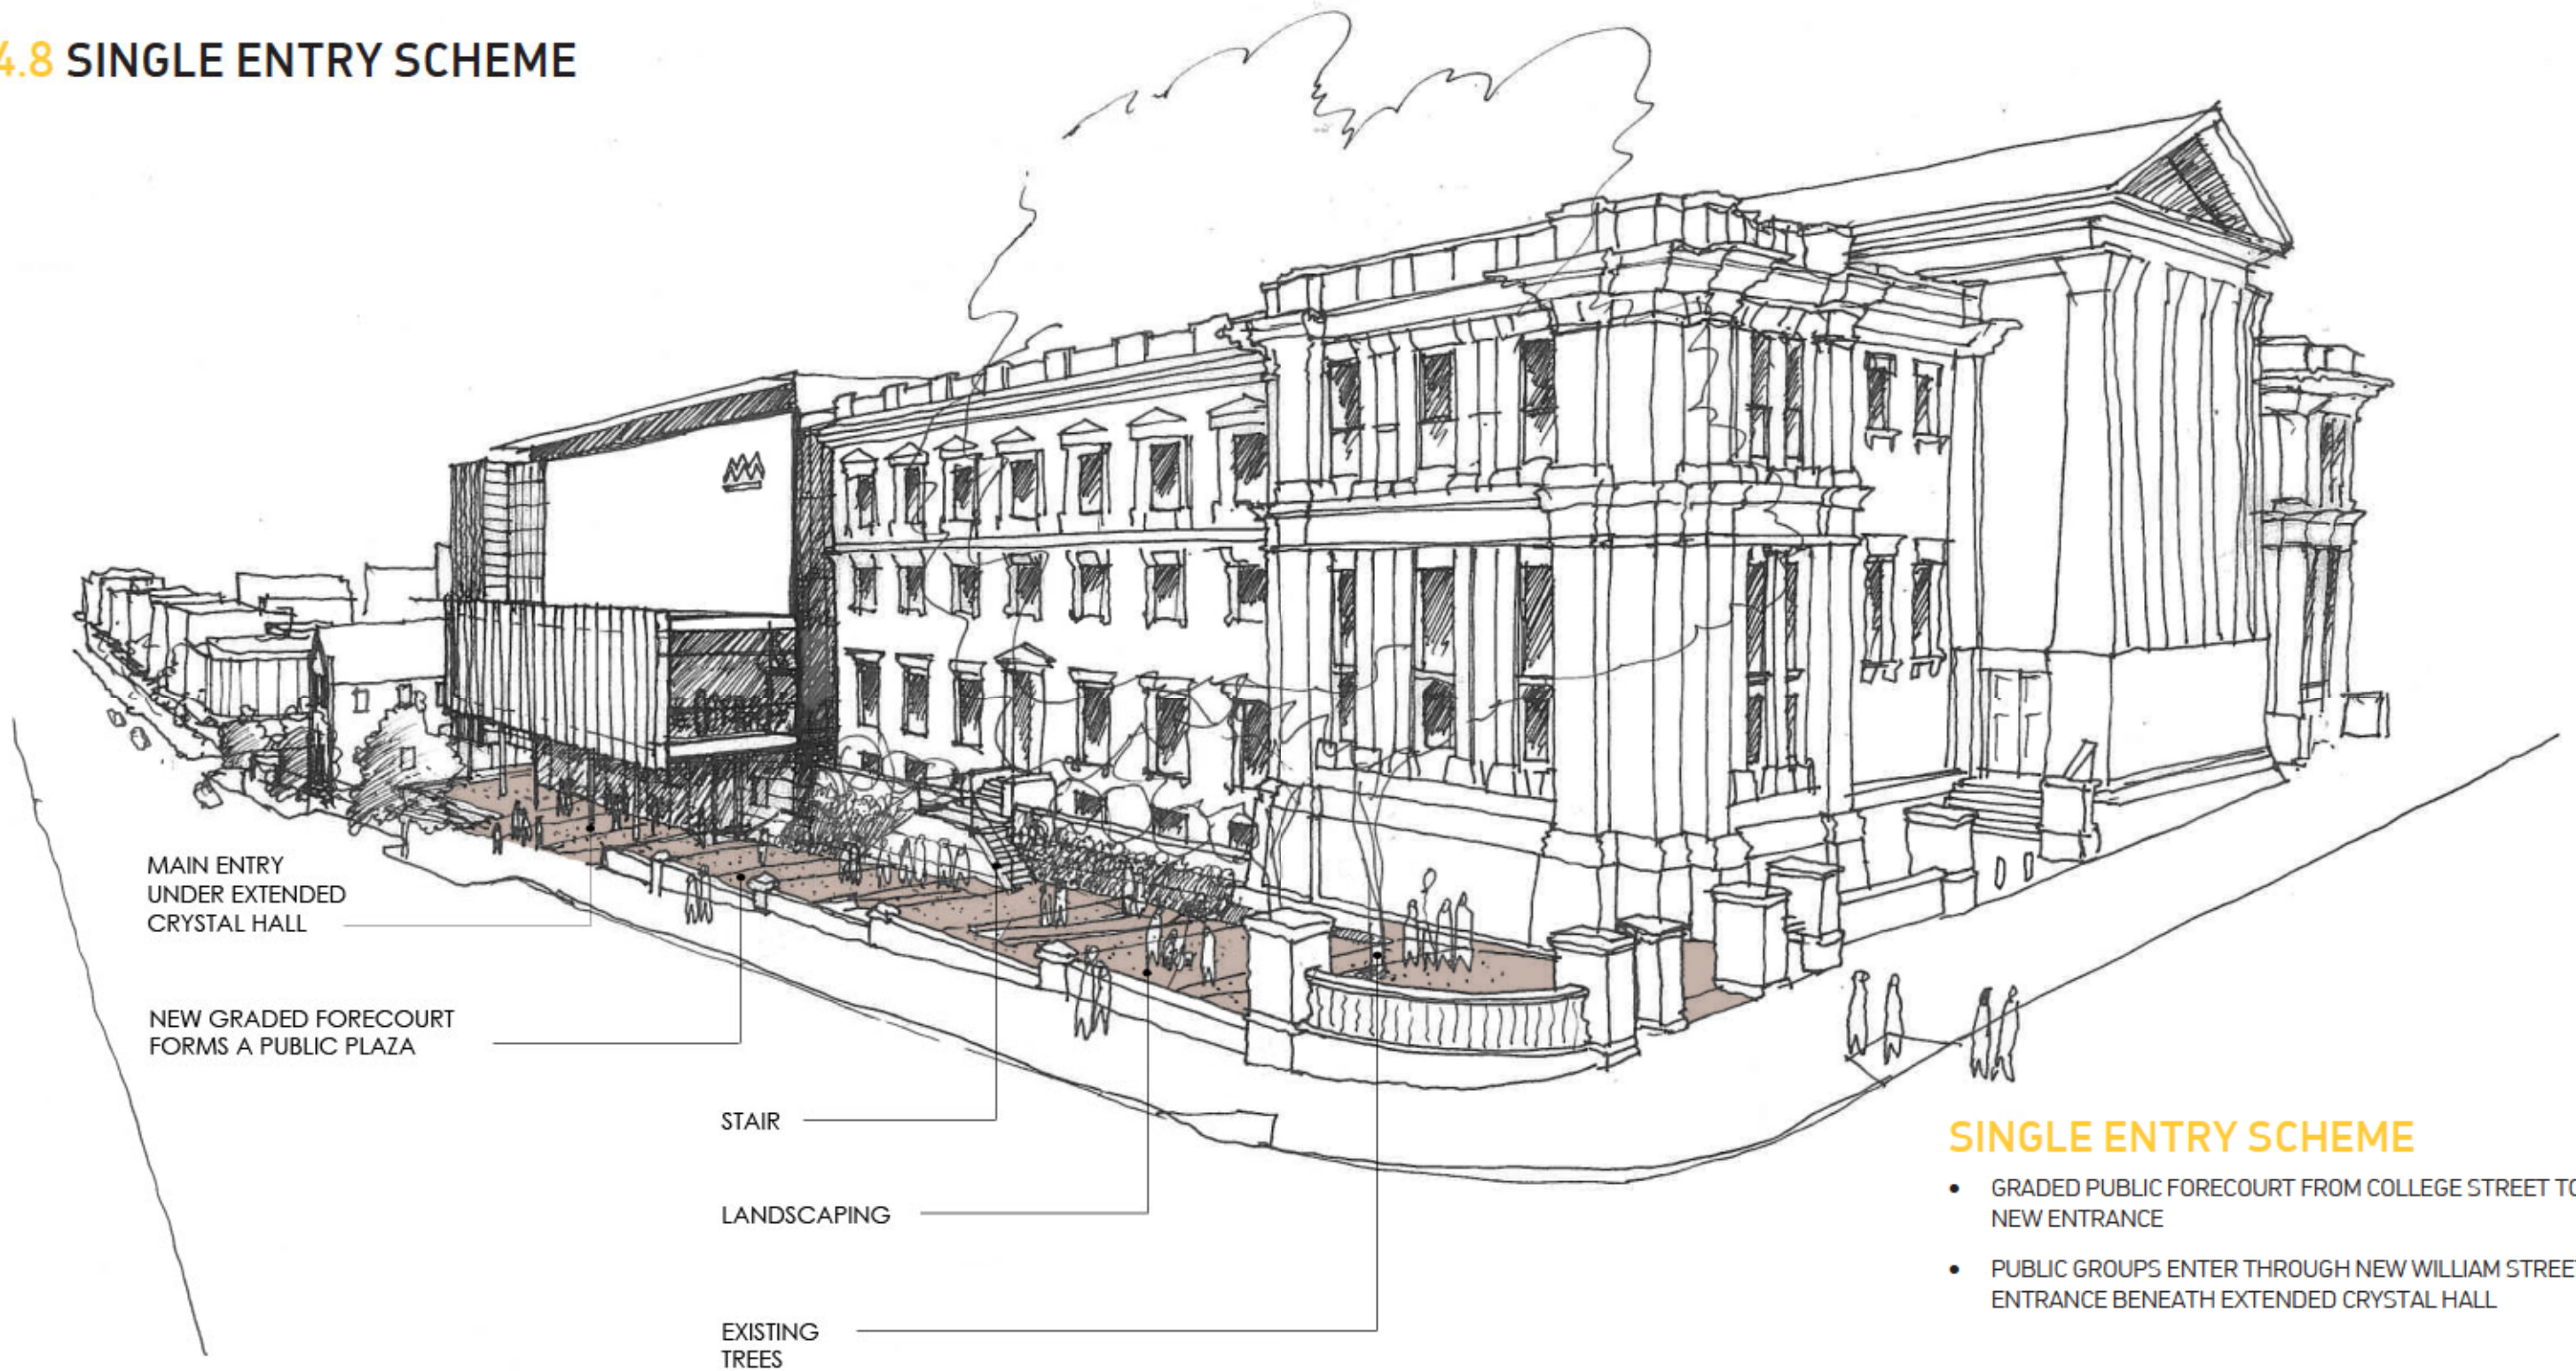 4.8 SINGLE ENTRY SCHEME
MAIN ENTRY
UNDER EXTENDED
CRYSTAL HALL
NEW GRADED FORECOURT
FORMS A PUBLIC PLAZA
STAIR
LANDSCAPING
EXISTING
TREES
SINGLE ENTRY SCHEME
• GRADED PUBLIC FORECOURT FROM COLLEGE STREET TO
NEW ENTRANCE
• PUBLIC GROUPS ENTER THROUGH NEW WILLIAM STREET
ENTRANCE BENEATH EXTENDED CRYSTAL HALL